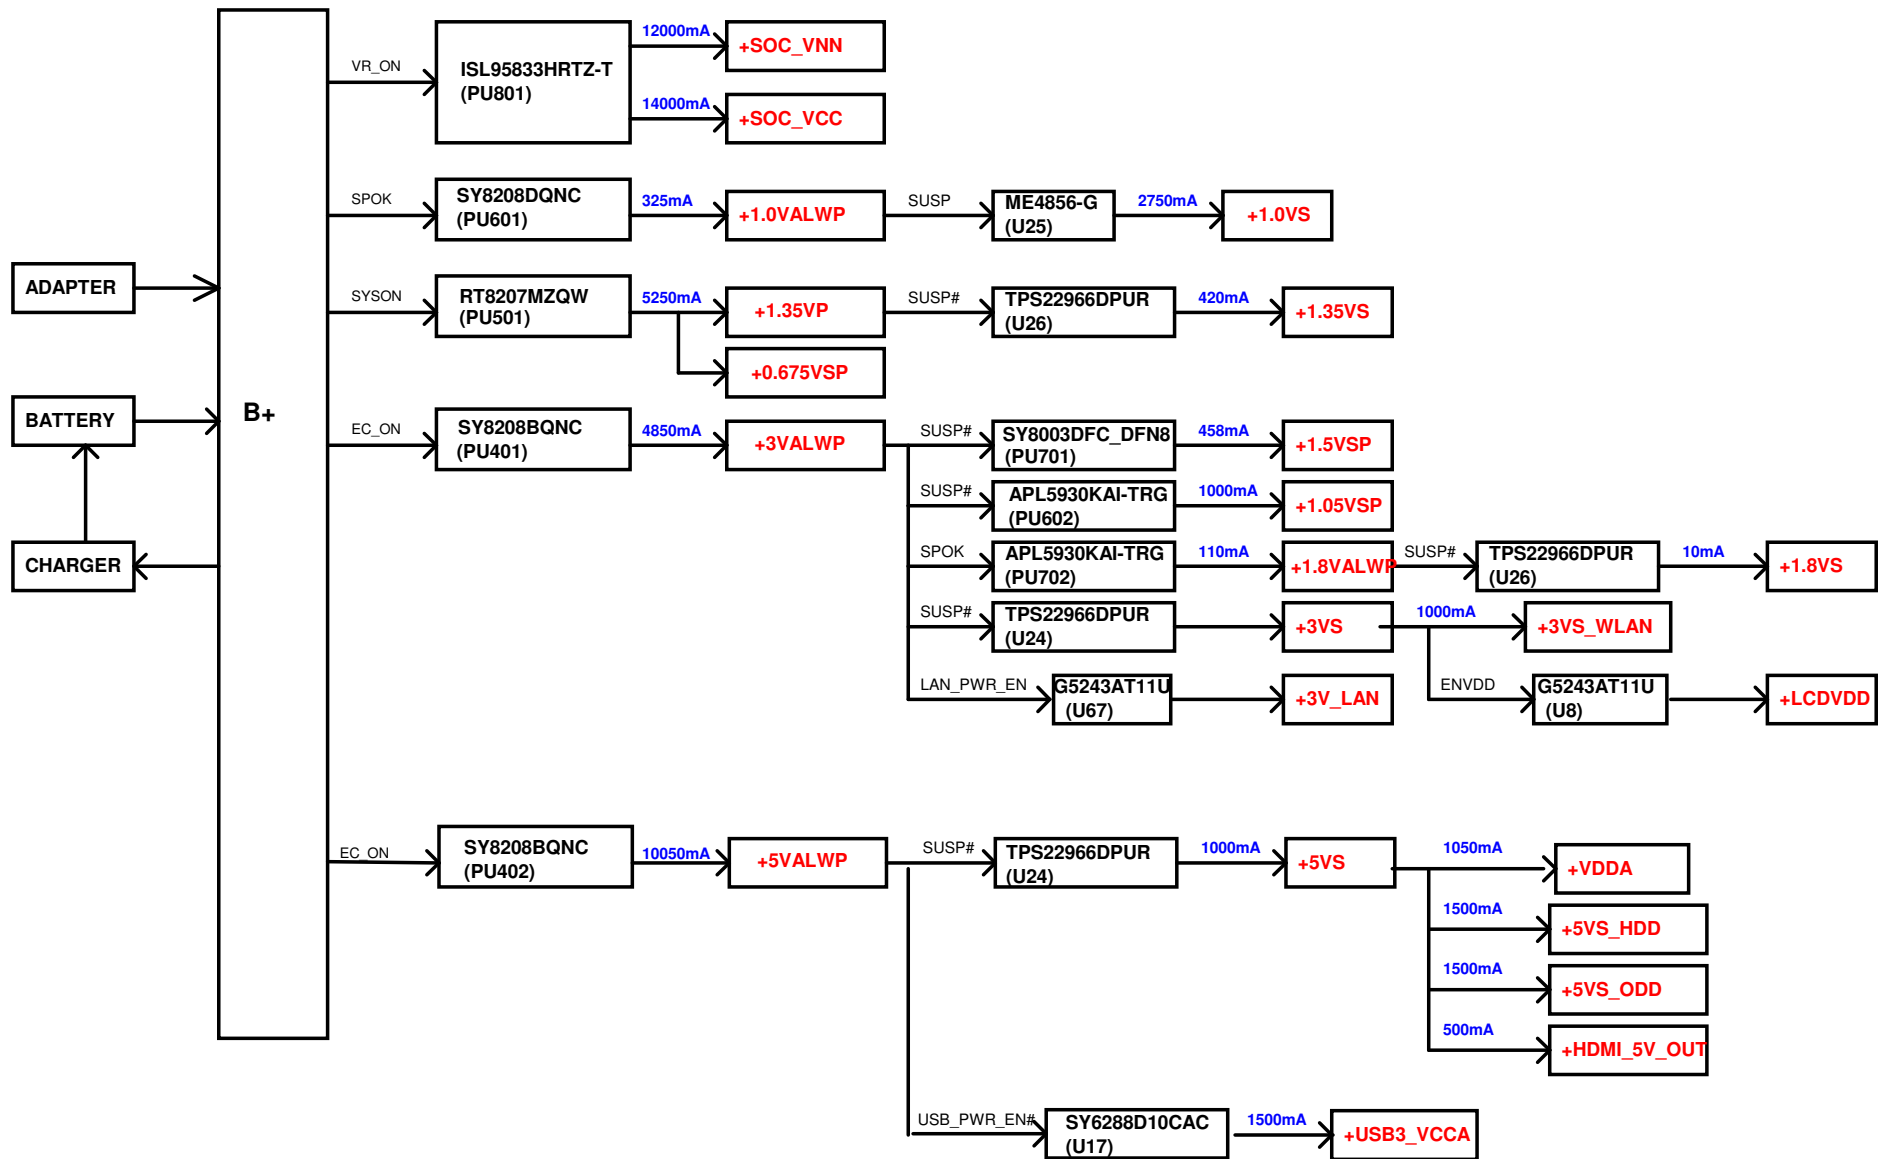 ADAPTER
BATTERY
CHARGER
B+
VR_ON
ISL95833HRTZ-T
(PU801)
12000mA
+SOC_VNN
14000mA
+SOC_VCC
SPOK
SY8208DQNC
(PU601)
325mA
+1.0VALWP
SUSP
ME4856-G
(U25)
2750mA
+1.0VS
SYSON
RT8207MZQW
(PU501)
5250mA
+1.35VP
SUSP#
TPS22966DPUR
(U26)
420mA
+1.35VS
+0.675VSP
EC_ON
SY8208BQNC
(PU401)
4850mA
+3VALWP
SUSP#
SY8003DFC_DFN8
(PU701)
458mA
+1.5VSP
SUSP#
APL5930KAI-TRG
(PU602)
1000mA
+1.05VSP
SPOK
APL5930KAI-TRG
(PU702)
110mA
+1.8VALWP
SUSP#
TPS22966DPUR
(U26)
10mA
+1.8VS
SUSP#
TPS22966DPUR
(U24)
+3VS
1000mA
+3VS_WLAN
LAN_PWR_EN
G5243AT11U
(U67)
+3V_LAN
ENVDD
G5243AT11U
(U8)
+LCDVDD
EC_ON
SY8208BQNC
(PU402)
10050mA
+5VALWP
SUSP#
TPS22966DPUR
(U24)
1000mA
+5VS
1050mA
+VDDA
1500mA
+5VS_HDD
1500mA
+5VS_ODD
500mA
+HDMI_5V_OUT
USB_PWR_EN#
SY6288D10CAC
(U17)
1500mA
+USB3_VCCA